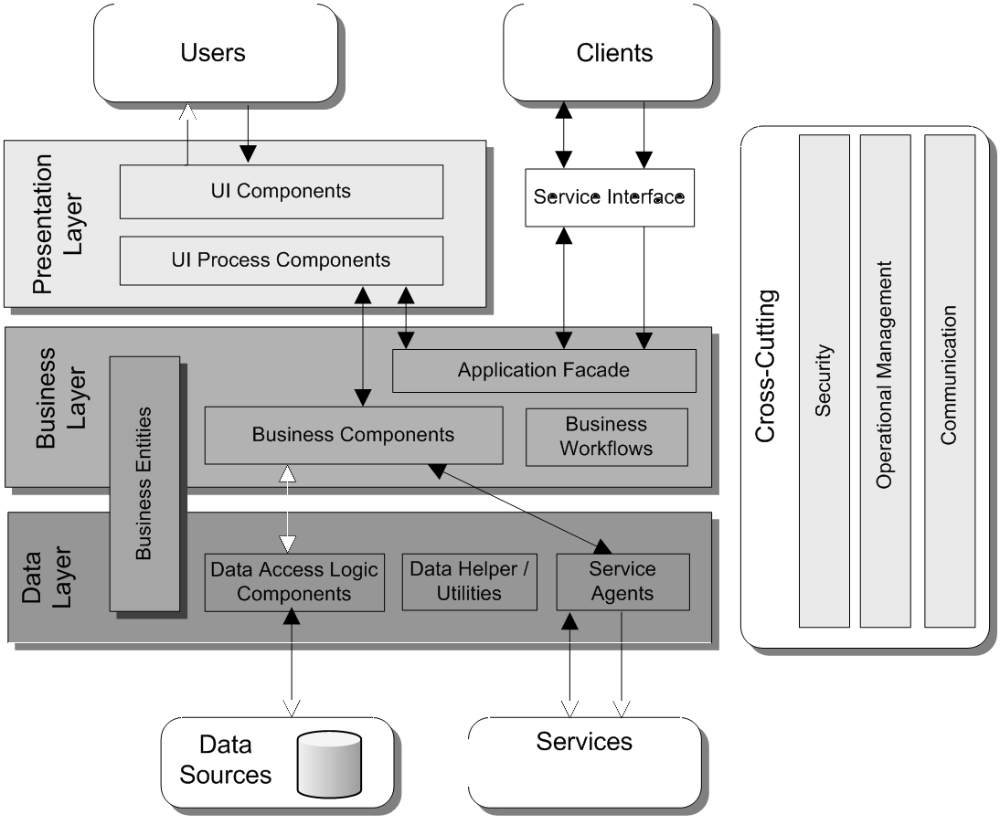 Users
Clients
Presentation
Layer
UI Components
Service Interface
UI Process Components
Business
Layer
Application Facade
Business Components
Business
Workflows
Business Entities
Data
Layer
Data Access Logic
Components
Data Helper /
Utilities
Service
Agents
Data
Sources
Services
Cross-Cutting
Security
Operational Management
Communication